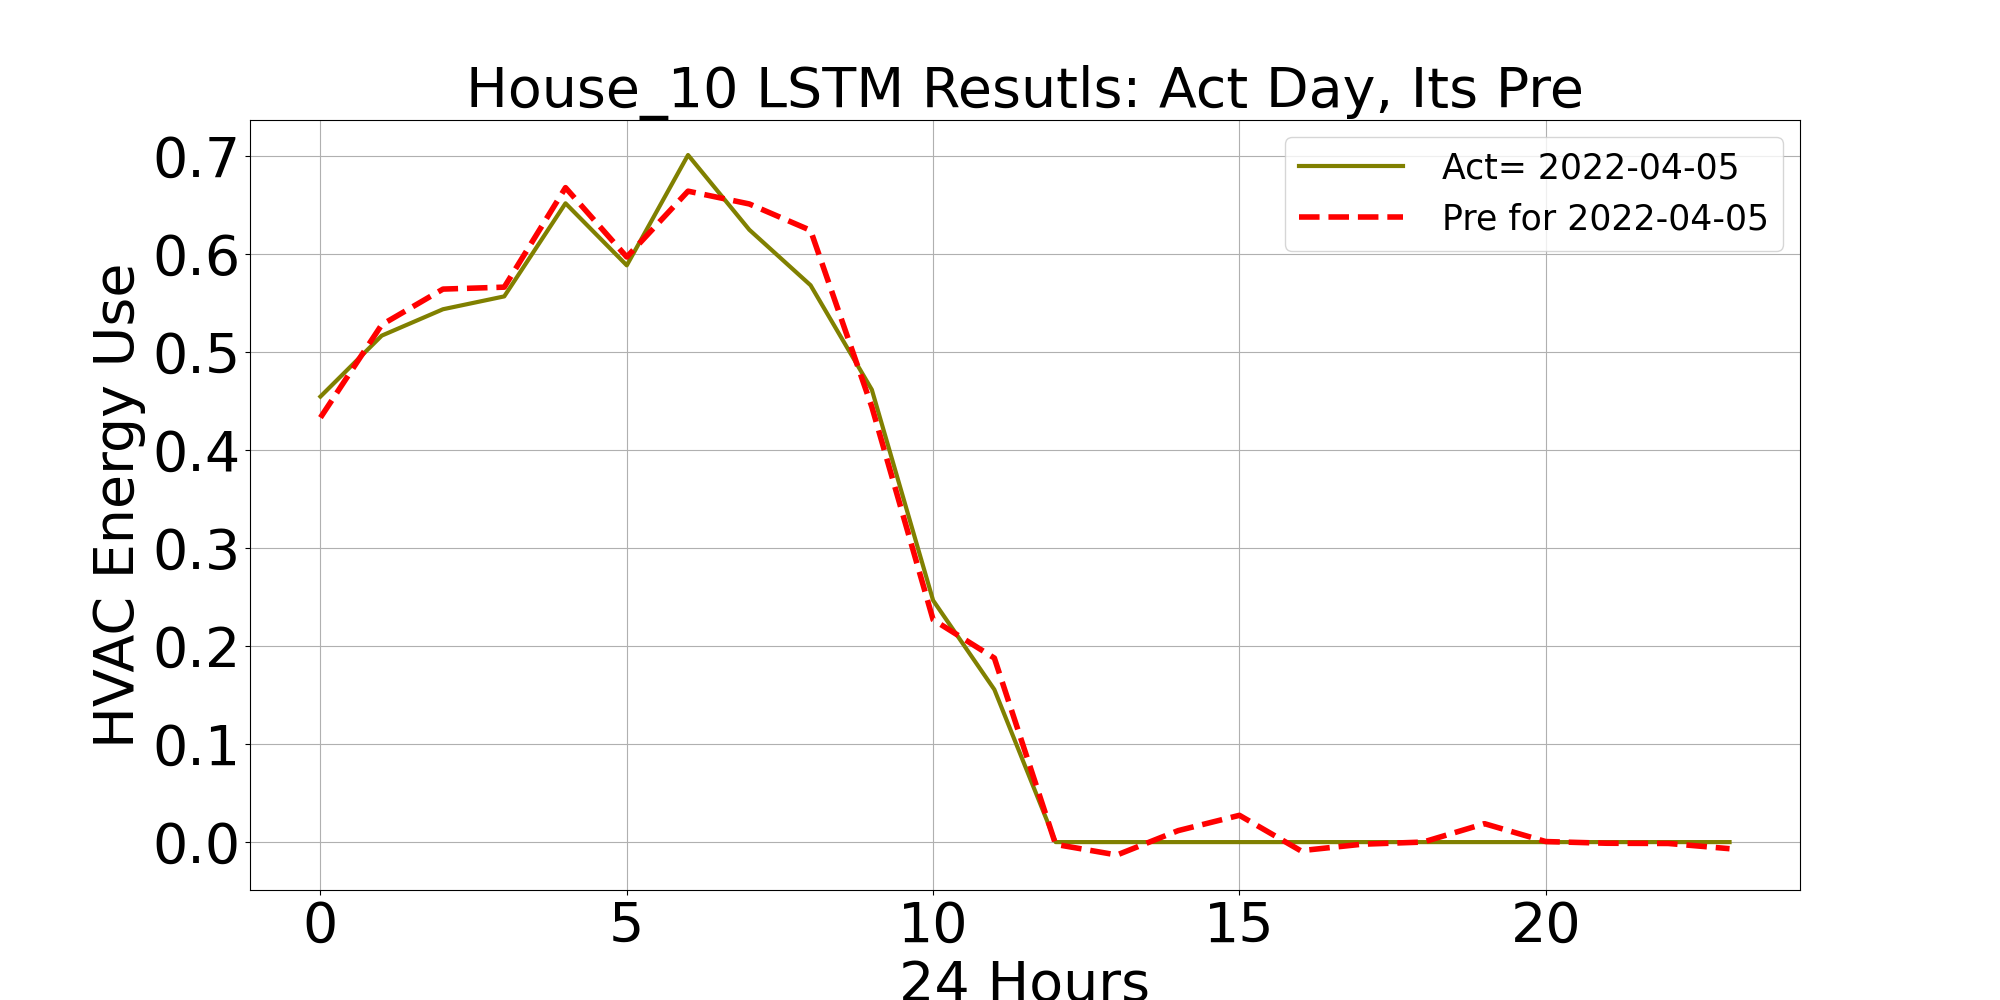 House_10 LSTM Resutls: Act Day, Its Pre
Act= 2022-04-05
Pre for 2022-04-05
HVAC Energy Use
0.7
0.6
0.5
0.4
0.3
0.2
0.1
0.0
0 5 10 15 20
24 Hours